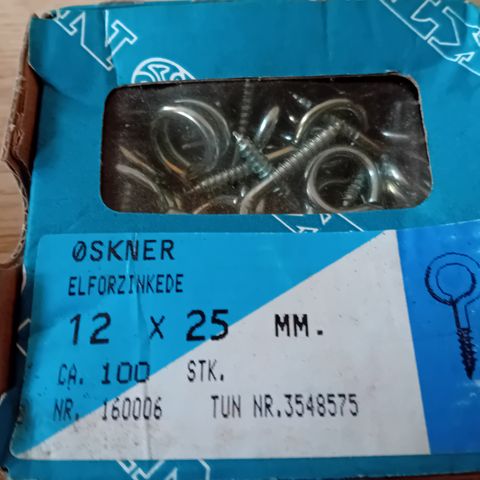 ØSKNER
ELFORZINKEDE
12 X 25 MM.
CA. 100 STK.
NR. 160006 TUN NR.3548575